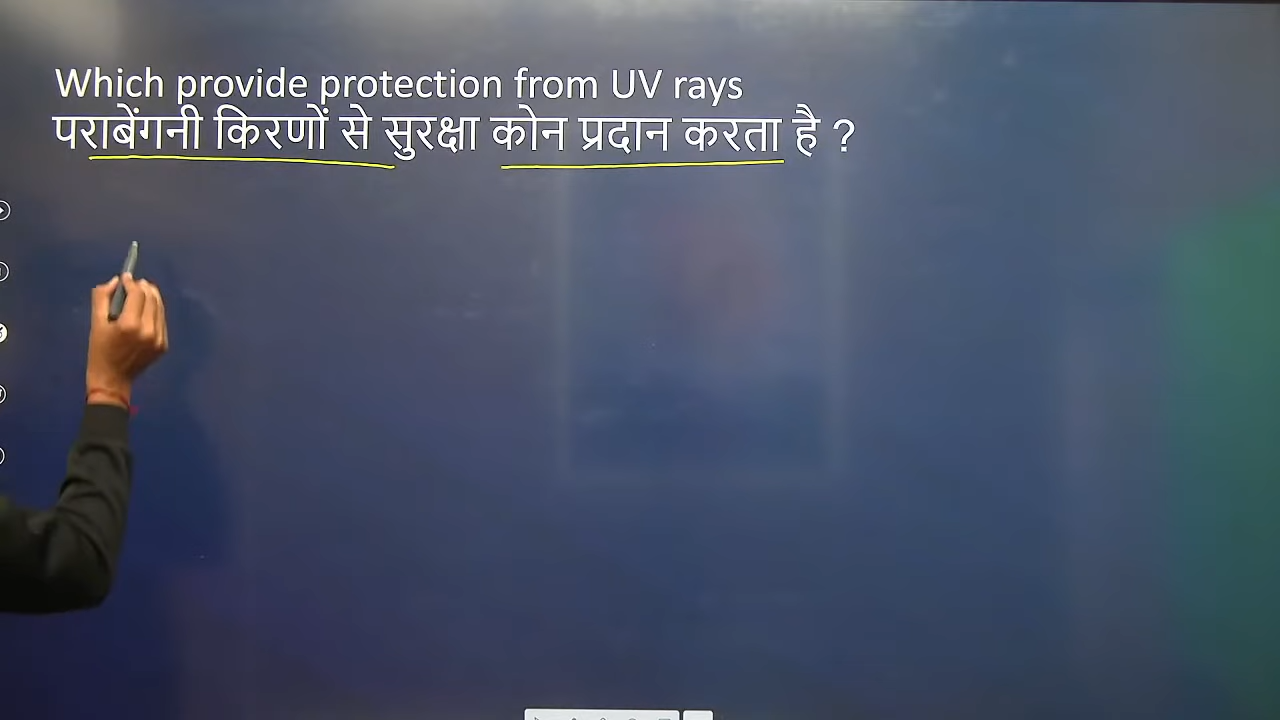 Which provide protection from UV rays
पराबेंगनी किरणों से सुरक्षा कोन प्रदान करता है ?